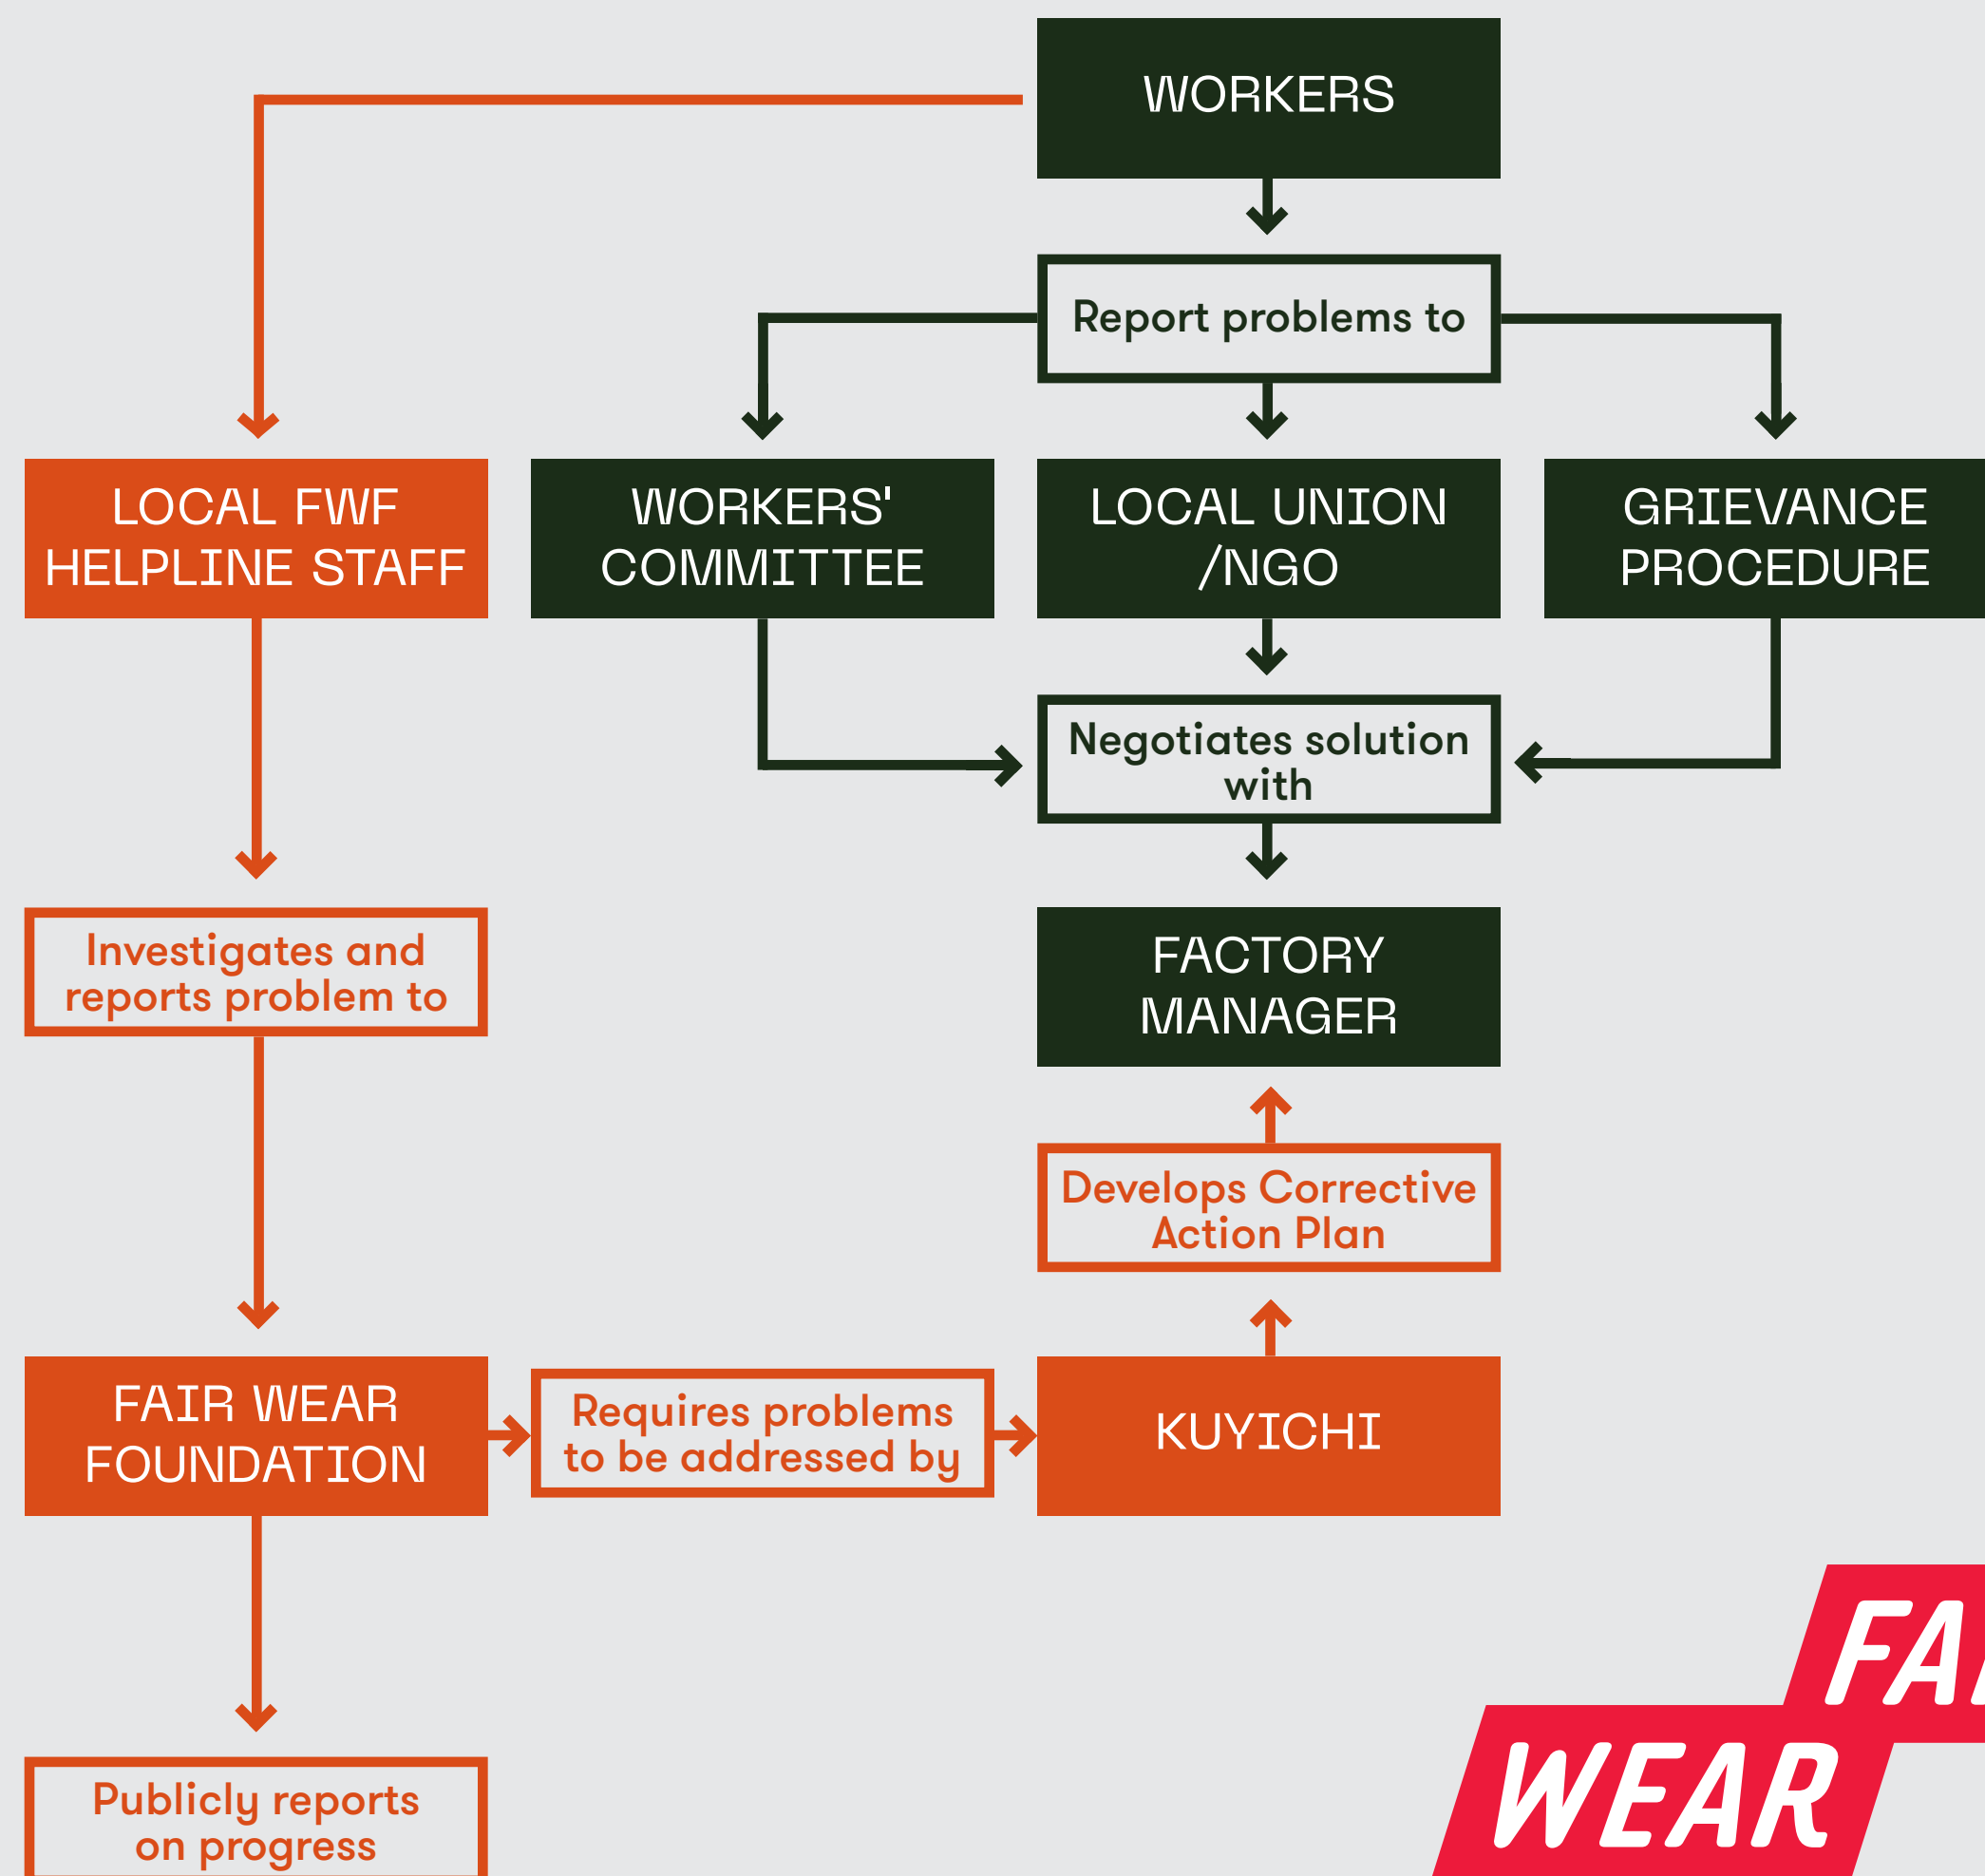 WORKERS
Report problems to
LOCAL FWF
HELPLINE STAFF
WORKERS'
COMMITTEE
LOCAL UNION
/NGO
GRIEVANCE
PROCEDURE
Negotiates solution
with
Investigates and
reports problem to
FACTORY
MANAGER
Develops Corrective
Action Plan
FAIR WEAR
FOUNDATION
Requires problems
to be addressed by
KUYICHI
Publicly reports
on progress
WEAR